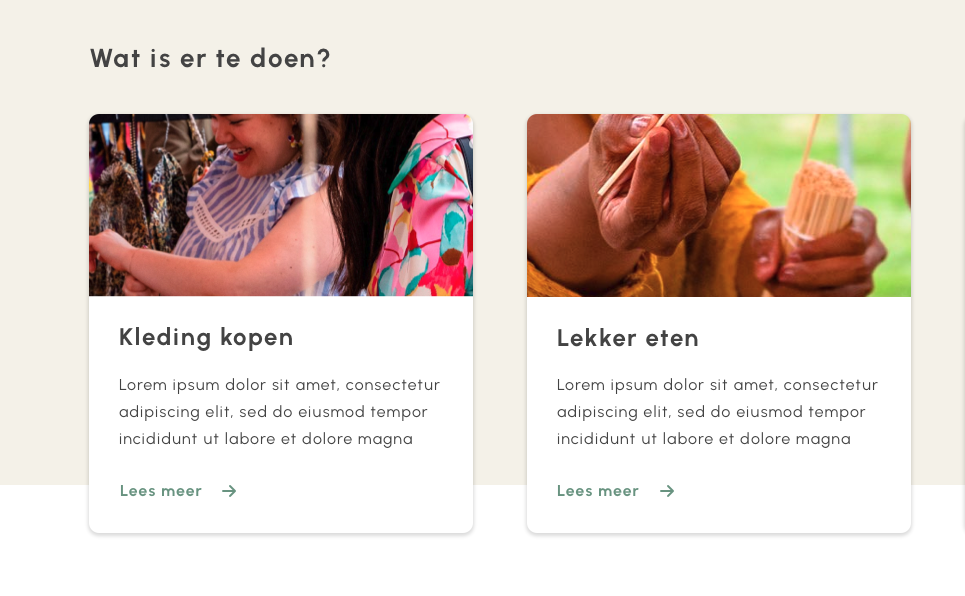 Wat is er te doen?
Kleding kopen
Lorem ipsum dolor sit amet, consectetur
adipiscing elit, sed do eiusmod tempor
incididunt ut labore et dolore magna
Lees meer
Lekker eten
Lorem ipsum dolor sit amet, consectetur
adipiscing elit, sed do eiusmod tempor
incididunt ut labore et dolore magna
Lees meer